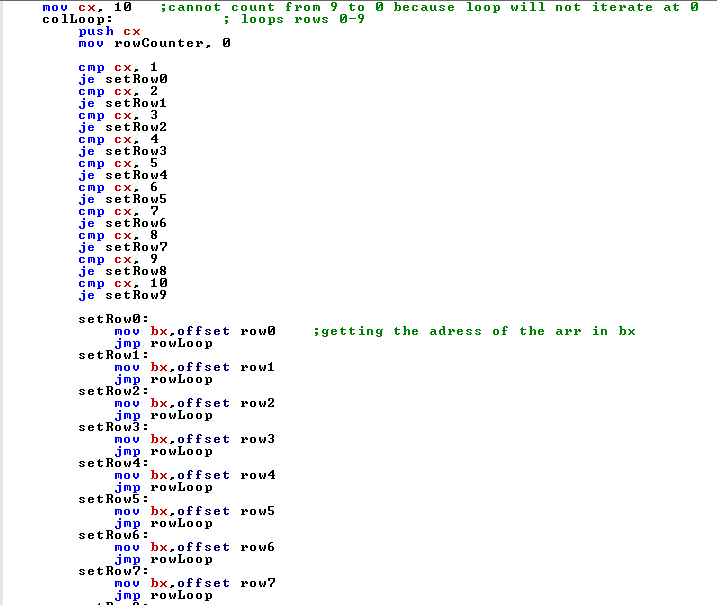 mov cx, 10 ;cannot count from 9 to 0 because loop will not iterate at 0
colLoop: ; loops rows 0-9
push cx
mov rowCounter, 0
cmp cx, 1
je setRow0
cmp cx, 2
je setRow1
cmp cx, 3
je setRow2
cmp cx, 4
je setRow3
cmp cx, 5
je setRow4
cmp cx, 6
je setRow5
cmp cx, 7
je setRow6
cmp cx, 8
je setRow7
cmp cx, 9
je setRow8
cmp cx, 10
je setRow9
setRow0:
mov bx,offset row0 ;getting the adress of the arr in bx
jmp rowLoop
setRow1:
mov bx,offset row1
jmp rowLoop
setRow2:
mov bx,offset row2
jmp rowLoop
setRow3:
mov bx,offset row3
jmp rowLoop
setRow4:
mov bx,offset row4
jmp rowLoop
setRow5:
mov bx,offset row5
jmp rowLoop
setRow6:
mov bx,offset row6
jmp rowLoop
setRow7:
mov bx,offset row7
jmp rowLoop